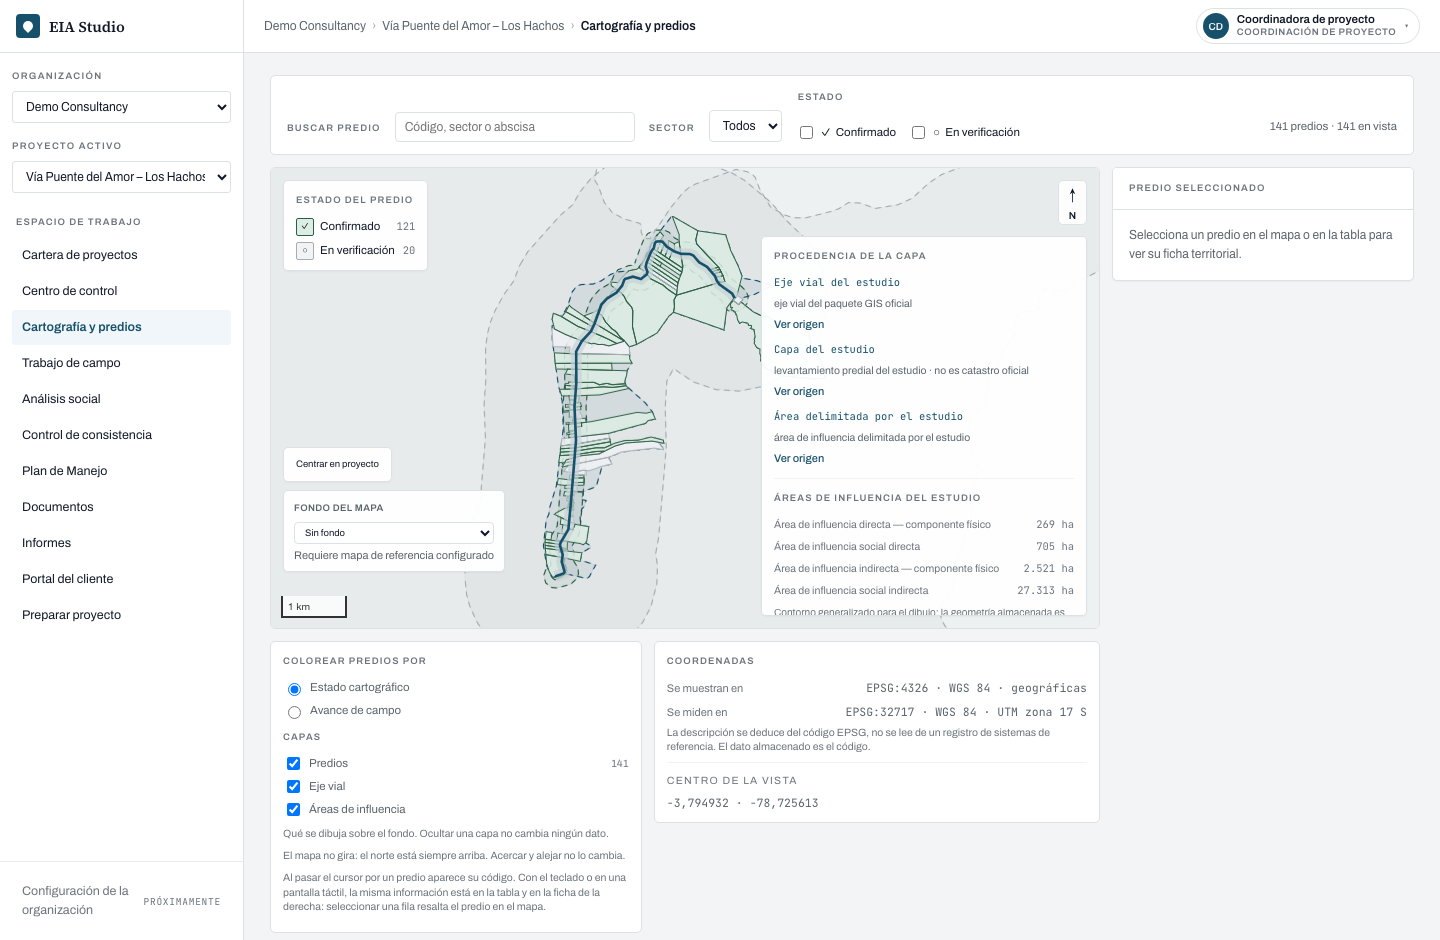 EIA Studio
Demo Consultancy › Vía Puente del Amor – Los Hachos › Cartografía y predios
CD
Coordinadora de proyecto
COORDINACIÓN DE PROYECTO
ORGANIZACIÓN
Demo Consultancy
PROYECTO ACTIVO
Vía Puente del Amor – Los Hachos
ESPACIO DE TRABAJO
Cartera de proyectos
Centro de control
Cartografía y predios
Trabajo de campo
Análisis social
Control de consistencia
Plan de Manejo
Documentos
Informes
Portal del cliente
Preparar proyecto
Configuración de la
organización
PRÓXIMAMENTE
BUSCAR PREDIO
Código, sector o abscisa
SECTOR
Todos
ESTADO
✓ Confirmado
○ En verificación
141 predios · 141 en vista
ESTADO DEL PREDIO
✓ Confirmado 121
○ En verificación 20
↑
N
Centrar en proyecto
FONDO DEL MAPA
Sin fondo
Requiere mapa de referencia configurado
1 km
PROCEDENCIA DE LA CAPA
Eje vial del estudio
eje vial del paquete GIS oficial
Ver origen
Capa del estudio
levantamiento predial del estudio · no es catastro oficial
Ver origen
Área delimitada por el estudio
área de influencia delimitada por el estudio
Ver origen
ÁREAS DE INFLUENCIA DEL ESTUDIO
Área de influencia directa — componente físico 269 ha
Área de influencia social directa 705 ha
Área de influencia indirecta — componente físico 2.521 ha
Área de influencia social indirecta 27.313 ha
Contorno generalizado para el dibujo; la geometría almacenada es
PREDIO SELECCIONADO
Selecciona un predio en el mapa o en la tabla para
ver su ficha territorial.
COLOREAR PREDIOS POR
Estado cartográfico
Avance de campo
CAPAS
Predios 141
Eje vial
Áreas de influencia
Qué se dibuja sobre el fondo. Ocultar una capa no cambia ningún dato.
El mapa no gira: el norte está siempre arriba. Acercar y alejar no lo cambia.
Al pasar el cursor por un predio aparece su código. Con el teclado o en una
pantalla táctil, la misma información está en la tabla y en la ficha de la
derecha: seleccionar una fila resalta el predio en el mapa.
COORDENADAS
Se muestran en EPSG:4326 · WGS 84 · geográficas
Se miden en EPSG:32717 · WGS 84 · UTM zona 17 S
La descripción se deduce del código EPSG, no se lee de un registro de sistemas de
referencia. El dato almacenado es el código.
CENTRO DE LA VISTA
-3,794932 · -78,725613